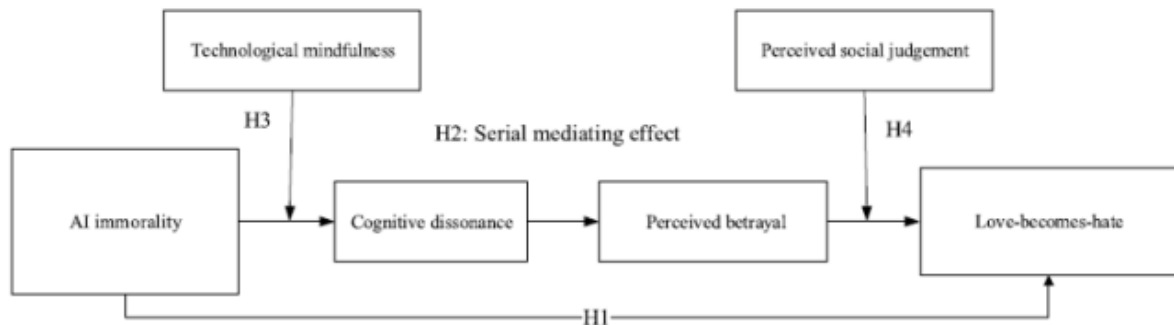 Technological mindfulness
Perceived social judgement
H3
H2: Serial mediating effect
H4
AI immorality
Cognitive dissonance
Perceived betrayal
Love-becomes-hate
H1